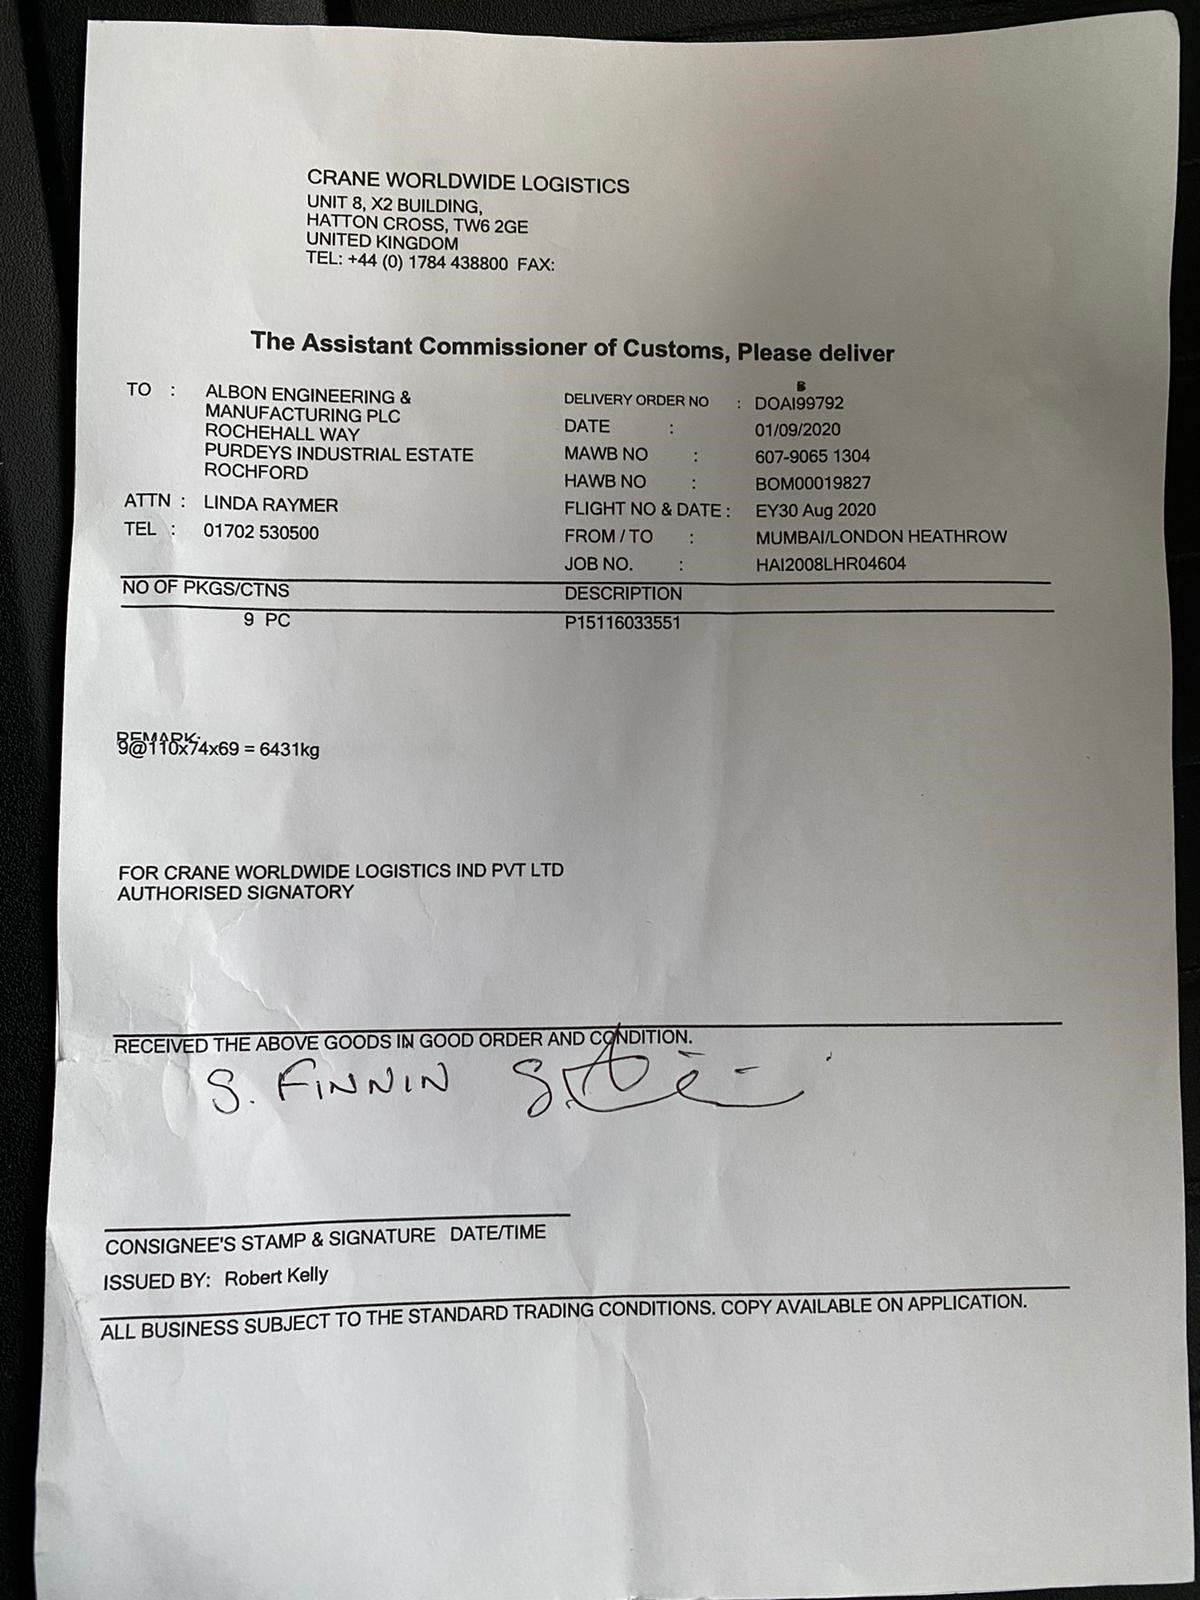 CRANE WORLDWIDE LOGISTICS
UNIT 8, X2 BUILDING,
HATTON CROSS, TW6 2GE
UNITED KINGDOM
TEL: +44 (0) 1784 438800 FAX:
The Assistant Commissioner of Customs, Please deliver
TO : ALBON ENGINEERING &
MANUFACTURING PLC
ROCHEHALL WAY
PURDEYS INDUSTRIAL ESTATE
ROCHFORD
ATTN : LINDA RAYMER
TEL : 01702 530500
B
DELIVERY ORDER NO : DOAI99792
DATE : 01/09/2020
MAWB NO : 607-9065 1304
HAWB NO : BOM00019827
FLIGHT NO & DATE : EY30 Aug 2020
FROM / TO : MUMBAI/LONDON HEATHROW
JOB NO. : HAI2008LHR04604
NO OF PKGS/CTNS DESCRIPTION
9 PC P15116033551
REMARK:
9@110x74x69 = 6431kg
FOR CRANE WORLDWIDE LOGISTICS IND PVT LTD
AUTHORISED SIGNATORY
RECEIVED THE ABOVE GOODS IN GOOD ORDER AND CONDITION.
S. FINNIN
CONSIGNEE'S STAMP & SIGNATURE DATE/TIME
ISSUED BY: Robert Kelly
ALL BUSINESS SUBJECT TO THE STANDARD TRADING CONDITIONS. COPY AVAILABLE ON APPLICATION.